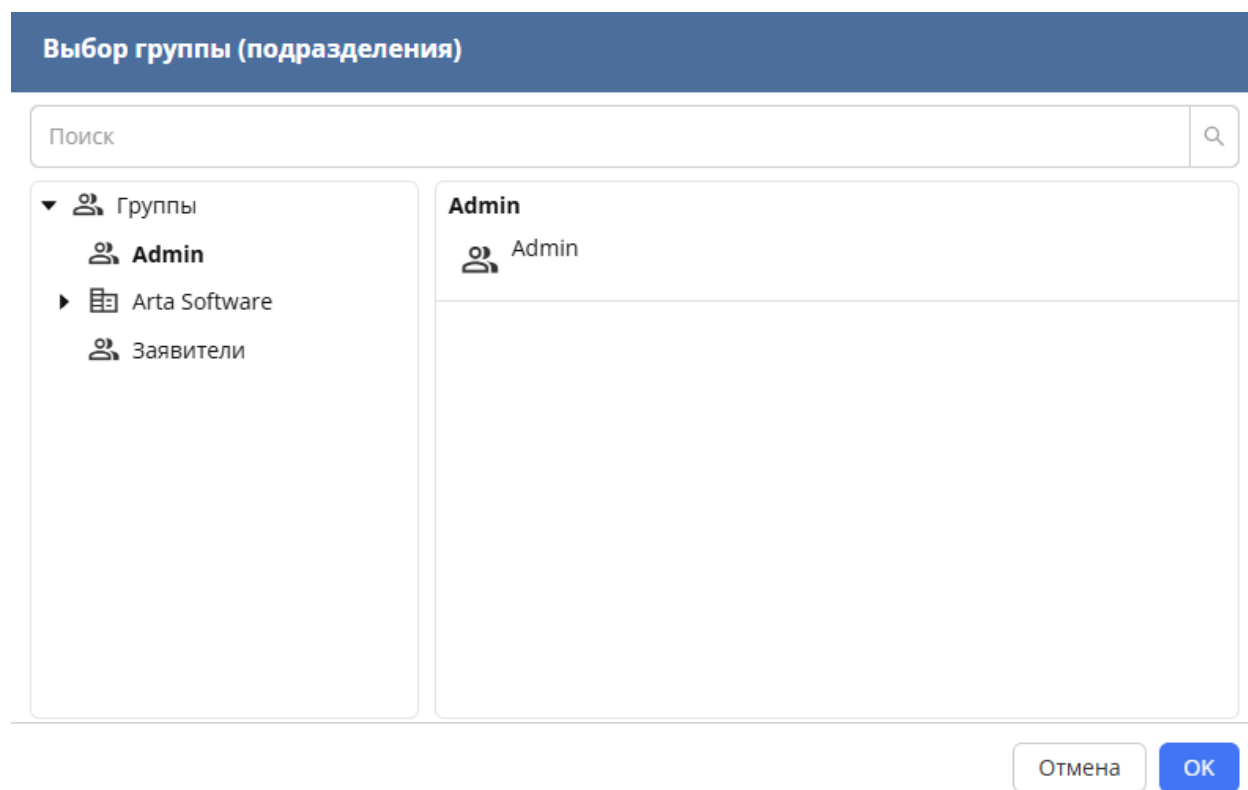 Выбор группы (подразделения)
Поиск
Группы
Admin
Arta Software
Заявители
Admin
Admin
Отмена
OK